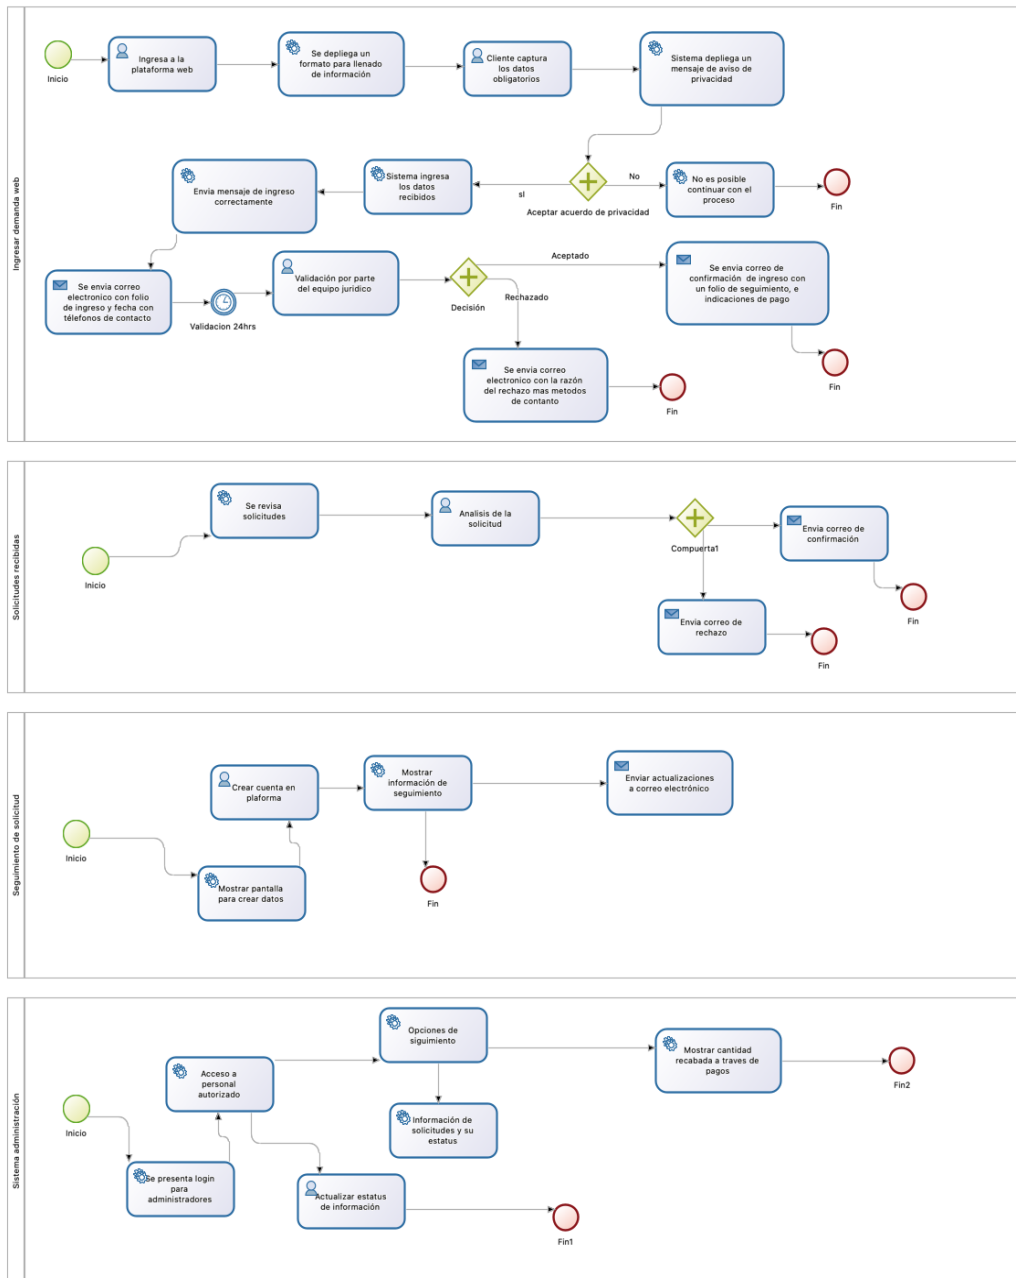 Ingresar demanda web
Inicio
Ingresa a la
plataforma web
Se depliega un
formato para llenado
de información
Cliente captura
los datos
obligatorios
Sistema depliega un
mensaje de aviso de
privacidad
Envia mensaje de ingreso
correctamente
Sistema ingresa
los datos
recibidos
sI
No
Aceptar acuerdo de privacidad
No es posible
continuar con el
proceso
Fin
Se envia correo
electronico con folio
de ingreso y fecha con
télefonos de contacto
Validacion 24hrs
Validación por parte
del equipo juridico
Decisión
Aceptado
Rechazado
Se envia correo de
confirmación de ingreso con
un folio de seguimiento, e
indicaciones de pago
Fin
Se envia correo
electronico con la razón
del rechazo mas metodos
de contanto
Fin
Solicitudes recibidas
Inicio
Se revisa
solicitudes
Analisis de la
solicitud
Compuerta1
Envia correo de
confirmación
Fin
Envia correo de
rechazo
Fin
Seguimiento de solicitud
Inicio
Crear cuenta en
plaforma
Mostrar
información de
seguimiento
Enviar actualizaciones
a correo electrónico
Mostrar pantalla
para crear datos
Fin
Sistema administración
Inicio
Acceso a
personal
autorizado
Opciones de
siguimiento
Mostrar cantidad
recabada a traves de
pagos
Fin2
Información de
solicitudes y su
estatus
Se presenta login
para
administradores
Actualizar estatus
de información
Fin1